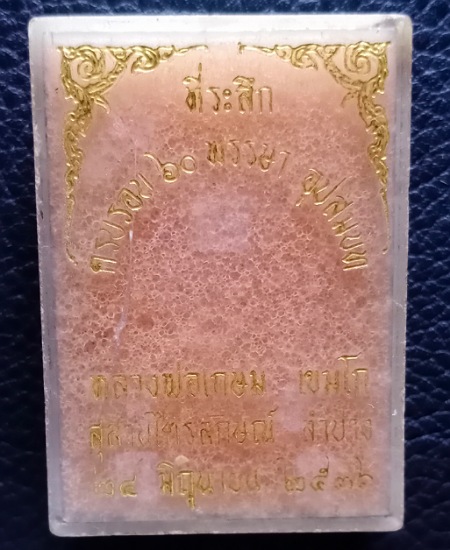 ที่ระลึก
ครบรอบ ๖๐ พรรษา อุปสมบท
หลวงพ่อเกษม เขมโก
สุสานไตรลักษณ์ ลำปาง
๒๘ มิถุนายน ๒๕๓๖